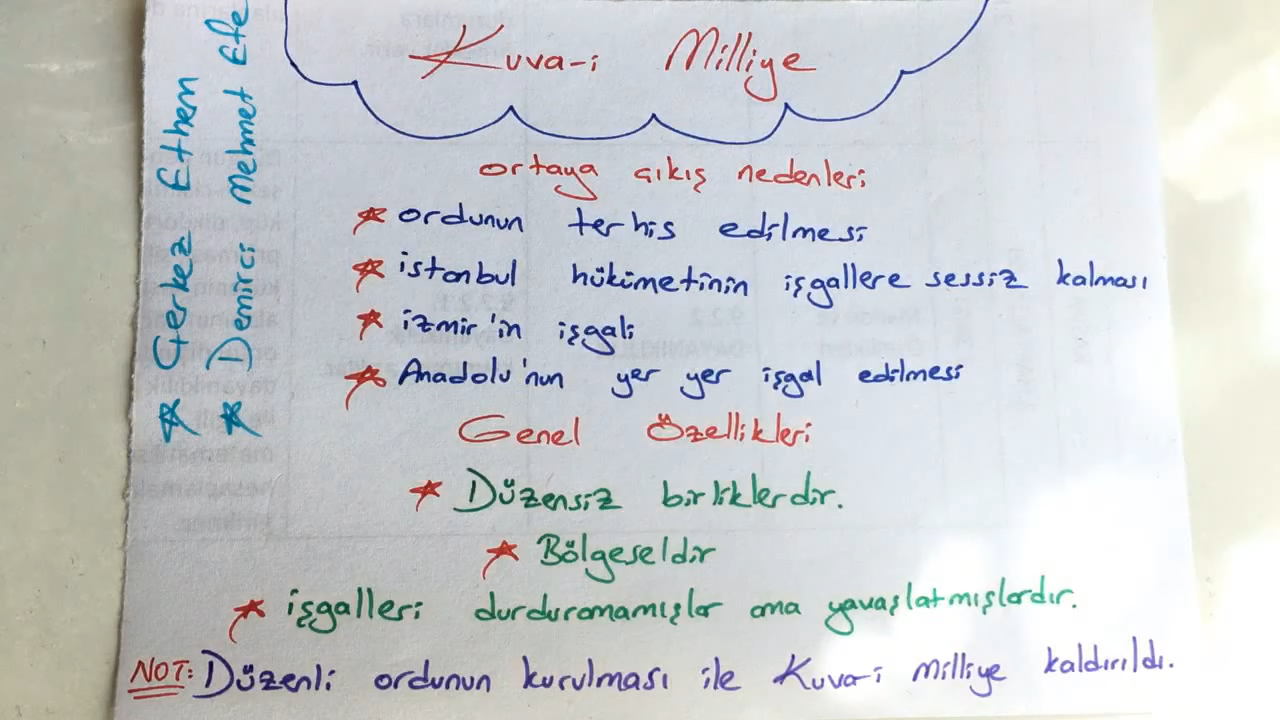 Kuva-i Milliye
ortaya çıkış nedenleri
ordunun terhis edilmesi
istanbul hükümetinin işgallere sessiz kalması
izmir'in işgali
Anadolu'nun yer yer işgal edilmesi
Genel Özellikleri
Düzensiz birliklerdir.
Bölgeseldir
işgalleri durduramamışlar ama yavaşlatmışlardır.
NOT: Düzenli ordunun kurulması ile Kuva-i Milliye kaldırıldı.
Çerkez Ethem
Demirci Mehmet Efe